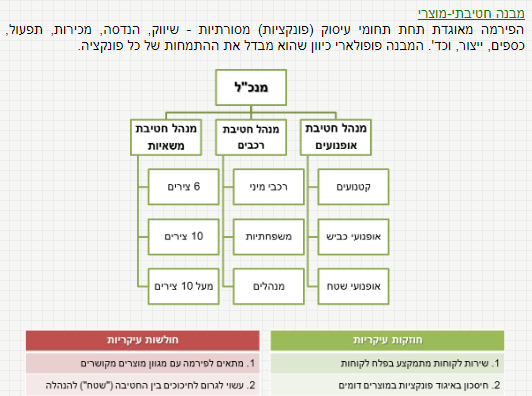 מבנה חטיבתי-מוצרי
הפירמה מאוגדת תחת תחומי עיסוק (פונקציות) מסורתיות - שיווק, הנדסה, מכירות, תפעול,
כספים, ייצור, וכד'. המבנה פופולארי כיוון שהוא מבדל את ההתמחות של כל פונקציה.
מנכ"ל
מנהל חטיבת אופנועים
מנהל חטיבת רכבים
מנהל חטיבת משאיות
קטנועים
רכבי מיני
6 צירים
אופנועי כביש
משפחתיות
10 צירים
אופנועי שטח
מנהלים
מעל 10 צירים
חוזקות עיקריות
חולשות עיקריות
1. שירות לקוחות מתמקצע בפלח לקוחות
1. מתאים לפירמה עם מגוון מוצרים מקושרים
2. חיסכון באיגוד פונקציות במוצרים דומים
2. עשוי לגרום לחיכוכים בין החטיבה ("שטח") להנהלה